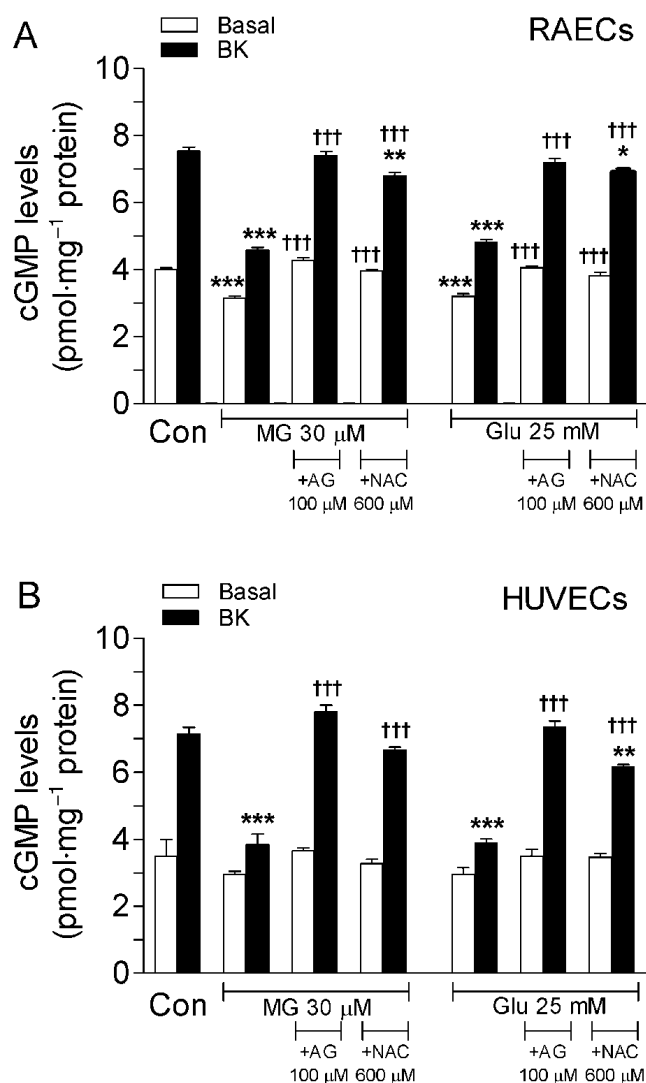 A
Basal
BK
RAECs
cGMP levels
(pmol·mg⁻¹ protein)
10
8
6
4
2
0
†††
†††
**
†††
†††
*
***
***
†††
†††
***
***
†††
†††
Con
MG 30 µM
Glu 25 mM
+AG
100 µM
+NAC
600 µM
+AG
100 µM
+NAC
600 µM
B
Basal
BK
HUVECs
cGMP levels
(pmol·mg⁻¹ protein)
10
8
6
4
2
0
***
†††
†††
***
†††
†††
**
Con
MG 30 µM
Glu 25 mM
+AG
100 µM
+NAC
600 µM
+AG
100 µM
+NAC
600 µM